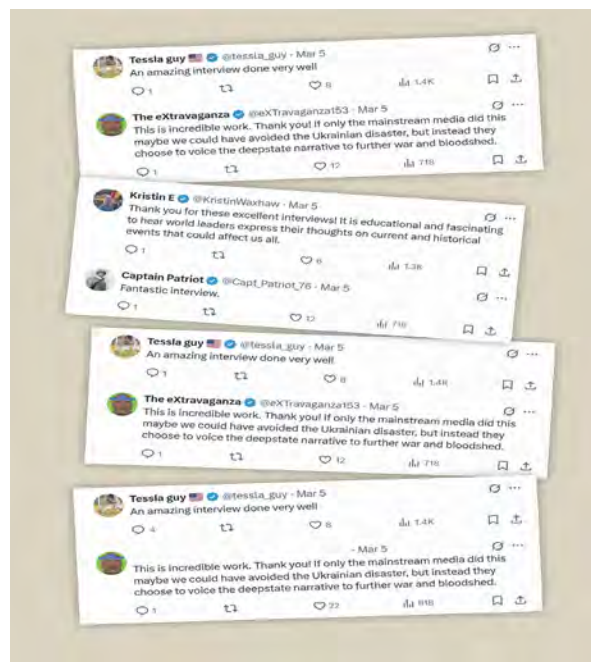 Tessla guy 🇺🇸 @tessla_guy · Mar 5
An amazing interview done very well
1 8 1.4K
The eXtravaganza @eXTravaganza153 · Mar 5
This is incredible work. Thank you! If only the mainstream media did this
maybe we could have avoided the Ukrainian disaster, but instead they
choose to voice the deepstate narrative to further war and bloodshed.
1 12 716
Kristin E @KristinWaxhaw · Mar 5
Thank you for these excellent interviews! It is educational and fascinating
to hear world leaders express their thoughts on current and historical
events that could affect us all.
1 6 1.3K
Captain Patriot @Capt_Patriot_76 · Mar 5
Fantastic interview.
1 12 716
Tessla guy 🇺🇸 @tessla_guy · Mar 5
An amazing interview done very well
1 8 1.4K
The eXtravaganza @eXTravaganza153 · Mar 5
This is incredible work. Thank you! If only the mainstream media did this
maybe we could have avoided the Ukrainian disaster, but instead they
choose to voice the deepstate narrative to further war and bloodshed.
1 12 716
Tessla guy 🇺🇸 @tessla_guy · Mar 5
An amazing interview done very well
4 8 1.4K
· Mar 5
This is incredible work. Thank you! If only the mainstream media did this
maybe we could have avoided the Ukrainian disaster, but instead they
choose to voice the deepstate narrative to further war and bloodshed.
1 22 816